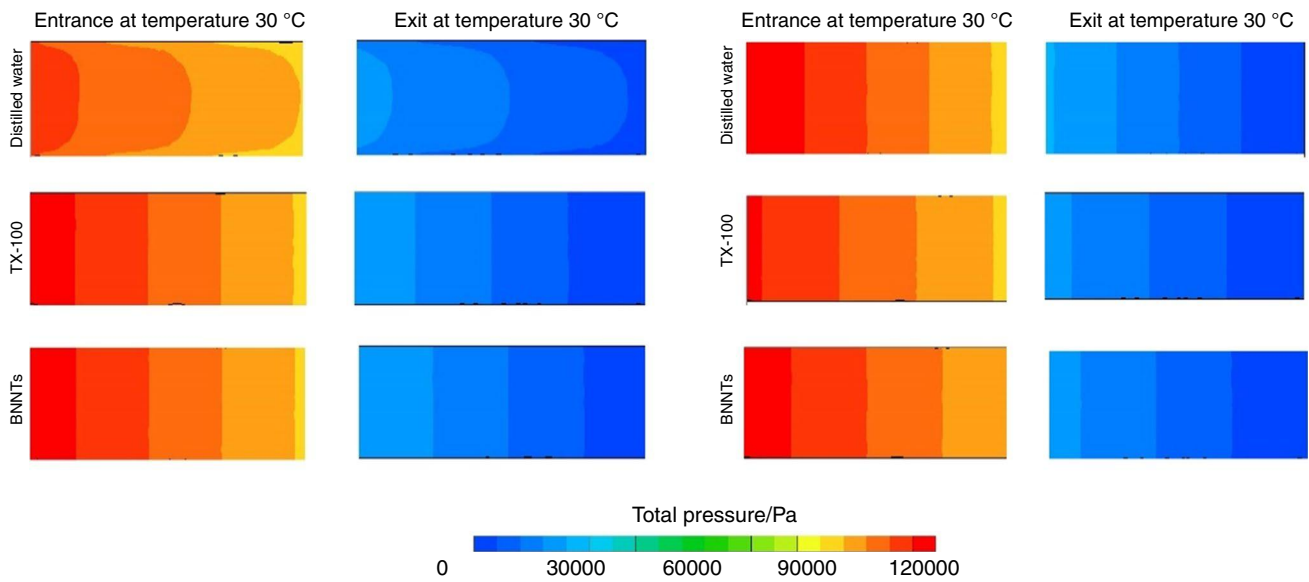 Entrance at temperature 30 °C
Exit at temperature 30 °C
Entrance at temperature 30 °C
Exit at temperature 30 °C
Distilled water
Distilled water
TX-100
TX-100
BNNTs
BNNTs
Total pressure/Pa
0 30000 60000 90000 120000